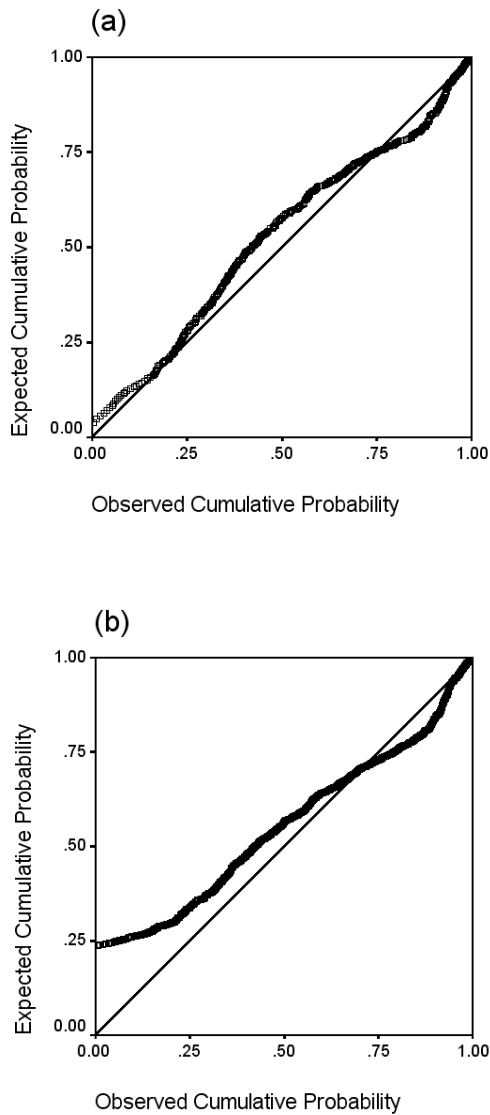 (a)
1.00
.75
.50
.25
0.00
Expected Cumulative Probability
0.00 .25 .50 .75 1.00
Observed Cumulative Probability
(b)
1.00
.75
.50
.25
0.00
Expected Cumulative Probability
0.00 .25 .50 .75 1.00
Observed Cumulative Probability